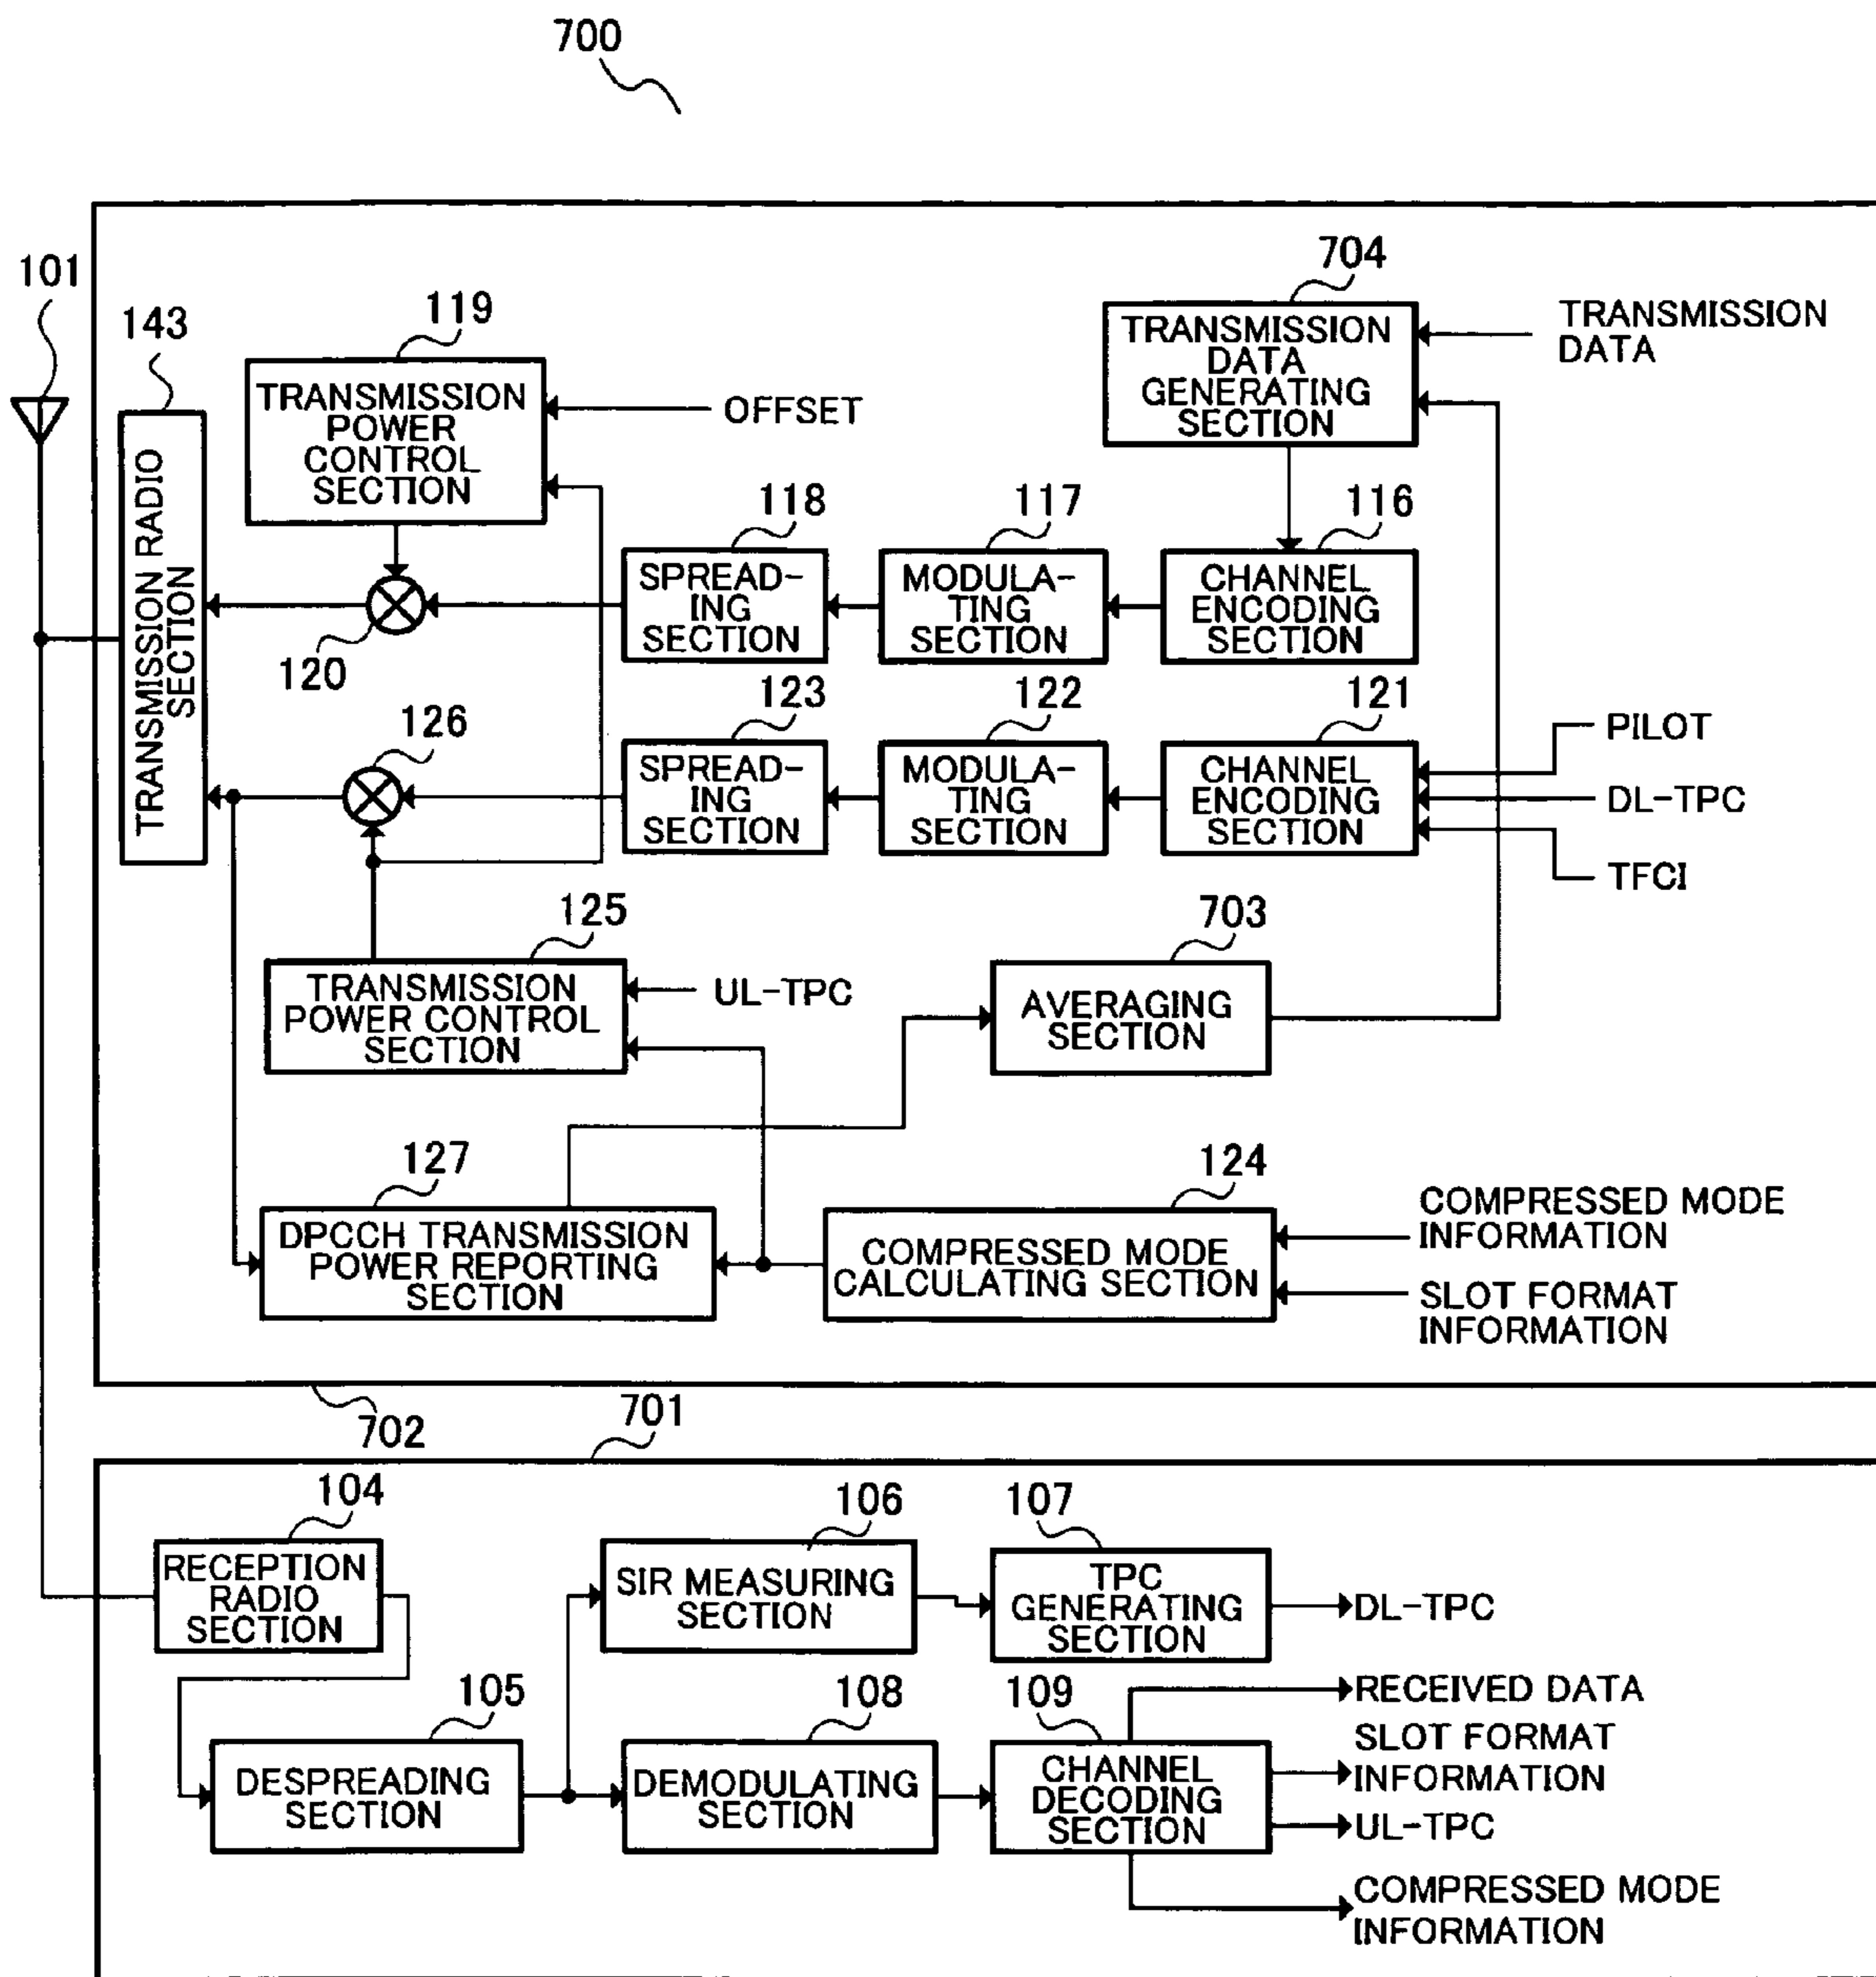 700
101
143
119
704
TRANSMISSION
POWER
CONTROL
SECTION
OFFSET
TRANSMISSION
DATA
GENERATING
SECTION
TRANSMISSION
DATA
TRANSMISSION RADIO
SECTION
118
117
116
SPREAD-
ING
SECTION
MODULA-
TING
SECTION
CHANNEL
ENCODING
SECTION
120
126
123
122
121
SPREAD-
ING
SECTION
MODULA-
TING
SECTION
CHANNEL
ENCODING
SECTION
PILOT
DL-TPC
TFCI
125
703
TRANSMISSION
POWER CONTROL
SECTION
UL-TPC
AVERAGING
SECTION
127
124
DPCCH TRANSMISSION
POWER REPORTING
SECTION
COMPRESSED MODE
CALCULATING SECTION
COMPRESSED MODE
INFORMATION
SLOT FORMAT
INFORMATION
702
701
104
106
107
RECEPTION
RADIO
SECTION
SIR MEASURING
SECTION
TPC
GENERATING
SECTION
DL-TPC
105
108
109
DESPREADING
SECTION
DEMODULATING
SECTION
CHANNEL
DECODING
SECTION
RECEIVED DATA
SLOT FORMAT
INFORMATION
UL-TPC
COMPRESSED MODE
INFORMATION